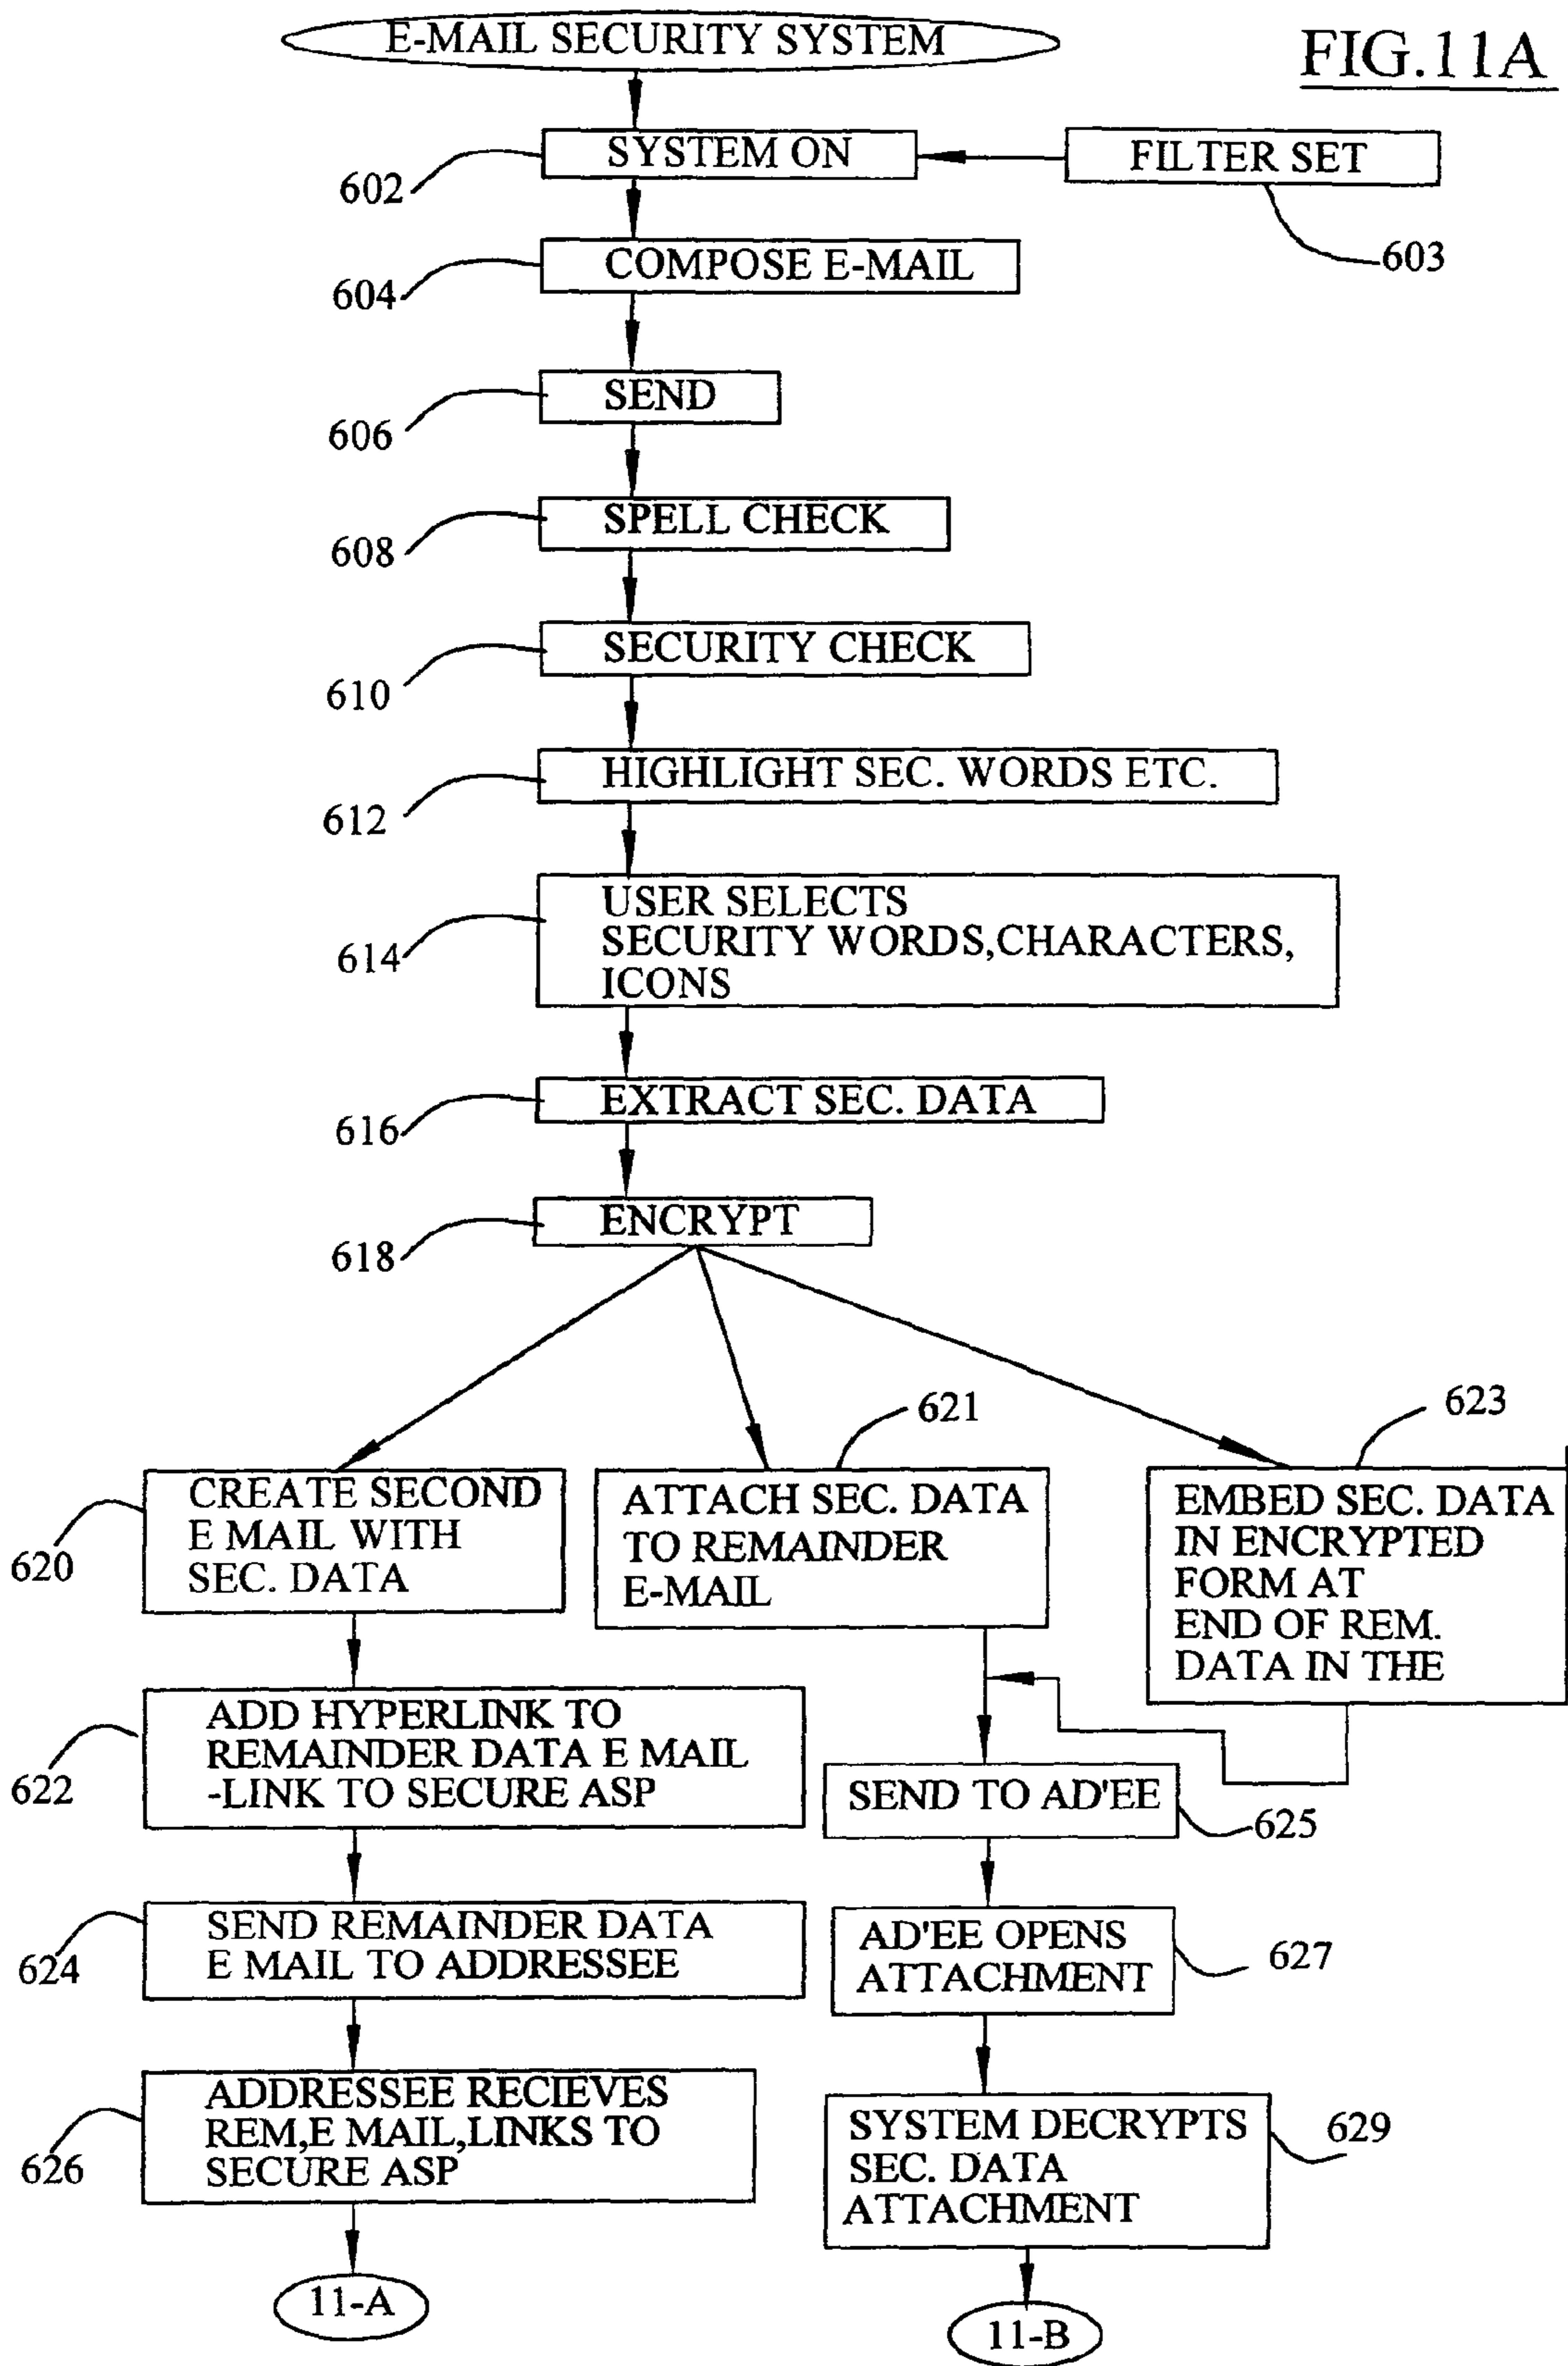 E-MAIL SECURITY SYSTEM
FIG.11A
SYSTEM ON
FILTER SET
602
603
COMPOSE E-MAIL
604
SEND
606
SPELL CHECK
608
SECURITY CHECK
610
HIGHLIGHT SEC. WORDS ETC.
612
USER SELECTS
SECURITY WORDS,CHARACTERS,
ICONS
614
EXTRACT SEC. DATA
616
ENCRYPT
618
621
623
CREATE SECOND
E MAIL WITH
SEC. DATA
620
ATTACH SEC. DATA
TO REMAINDER
E-MAIL
EMBED SEC. DATA
IN ENCRYPTED
FORM AT
END OF REM.
DATA IN THE
ADD HYPERLINK TO
REMAINDER DATA E MAIL
-LINK TO SECURE ASP
622
SEND TO AD'EE
625
SEND REMAINDER DATA
E MAIL TO ADDRESSEE
624
AD'EE OPENS
ATTACHMENT
627
ADDRESSEE RECIEVES
REM,E MAIL,LINKS TO
SECURE ASP
626
SYSTEM DECRYPTS
SEC. DATA
ATTACHMENT
629
11-A
11-B